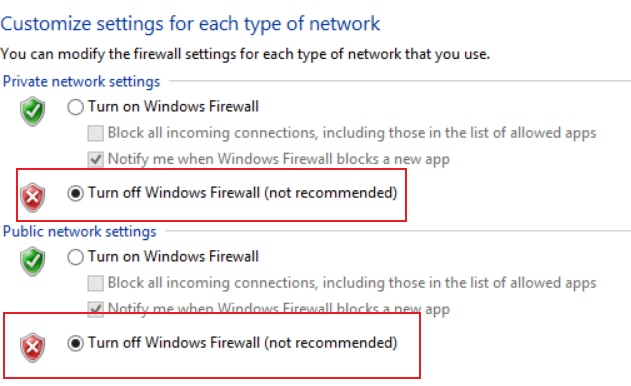 Customize settings for each type of network
You can modify the firewall settings for each type of network that you use.
Private network settings
Turn on Windows Firewall
Block all incoming connections, including those in the list of allowed apps
Notify me when Windows Firewall blocks a new app
Turn off Windows Firewall (not recommended)
Public network settings
Turn on Windows Firewall
Block all incoming connections, including those in the list of allowed apps
Notify me when Windows Firewall blocks a new app
Turn off Windows Firewall (not recommended)